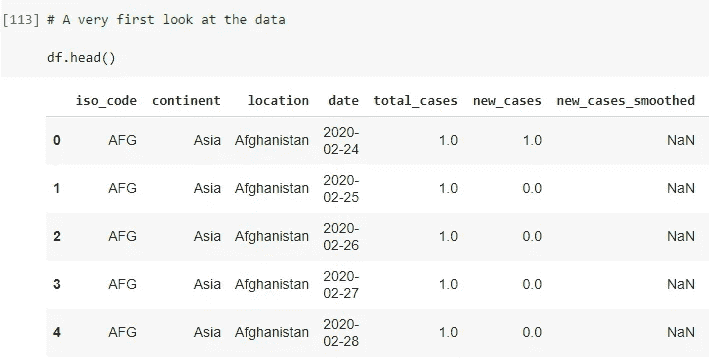 [113] # A very first look at the data
df.head()
iso_code continent location date total_cases new_cases new_cases_smoothed
0 AFG Asia Afghanistan 2020-02-24 1.0 1.0 NaN
1 AFG Asia Afghanistan 2020-02-25 1.0 0.0 NaN
2 AFG Asia Afghanistan 2020-02-26 1.0 0.0 NaN
3 AFG Asia Afghanistan 2020-02-27 1.0 0.0 NaN
4 AFG Asia Afghanistan 2020-02-28 1.0 0.0 NaN